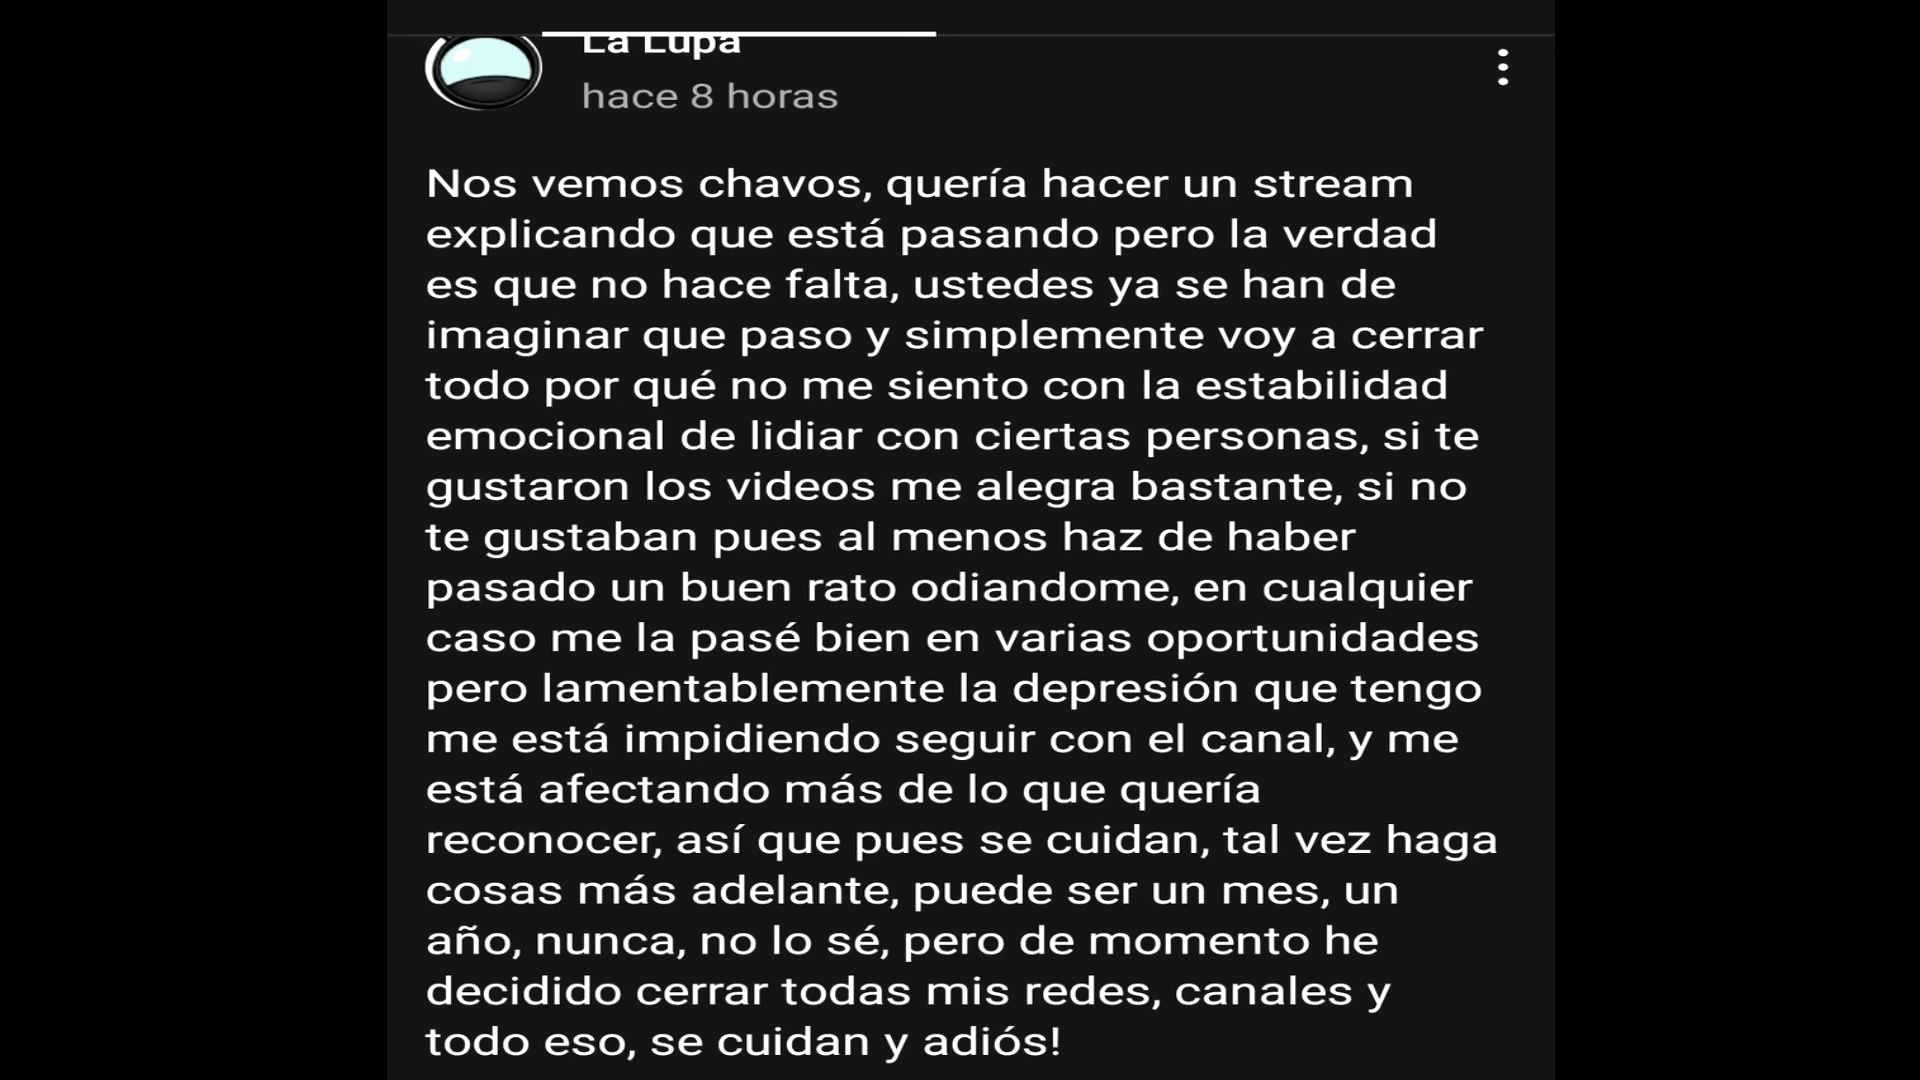 La Lupa
hace 8 horas
Nos vemos chavos, quería hacer un stream
explicando que está pasando pero la verdad
es que no hace falta, ustedes ya se han de
imaginar que paso y simplemente voy a cerrar
todo por qué no me siento con la estabilidad
emocional de lidiar con ciertas personas, si te
gustaron los videos me alegra bastante, si no
te gustaban pues al menos haz de haber
pasado un buen rato odiandome, en cualquier
caso me la pasé bien en varias oportunidades
pero lamentablemente la depresión que tengo
me está impidiendo seguir con el canal, y me
está afectando más de lo que quería
reconocer, así que pues se cuidan, tal vez haga
cosas más adelante, puede ser un mes, un
año, nunca, no lo sé, pero de momento he
decidido cerrar todas mis redes, canales y
todo eso, se cuidan y adiós!